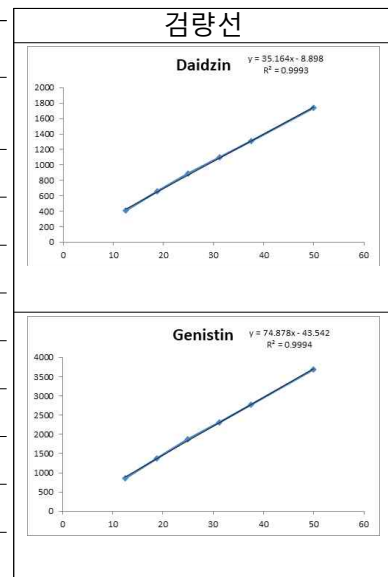 검량선
Daidzin
y = 35.164x - 8.898
R² = 0.9993
2000
1800
1600
1400
1200
1000
800
600
400
200
0
0 10 20 30 40 50 60
Genistin
y = 74.878x - 43.542
R² = 0.9994
4000
3500
3000
2500
2000
1500
1000
500
0
0 10 20 30 40 50 60